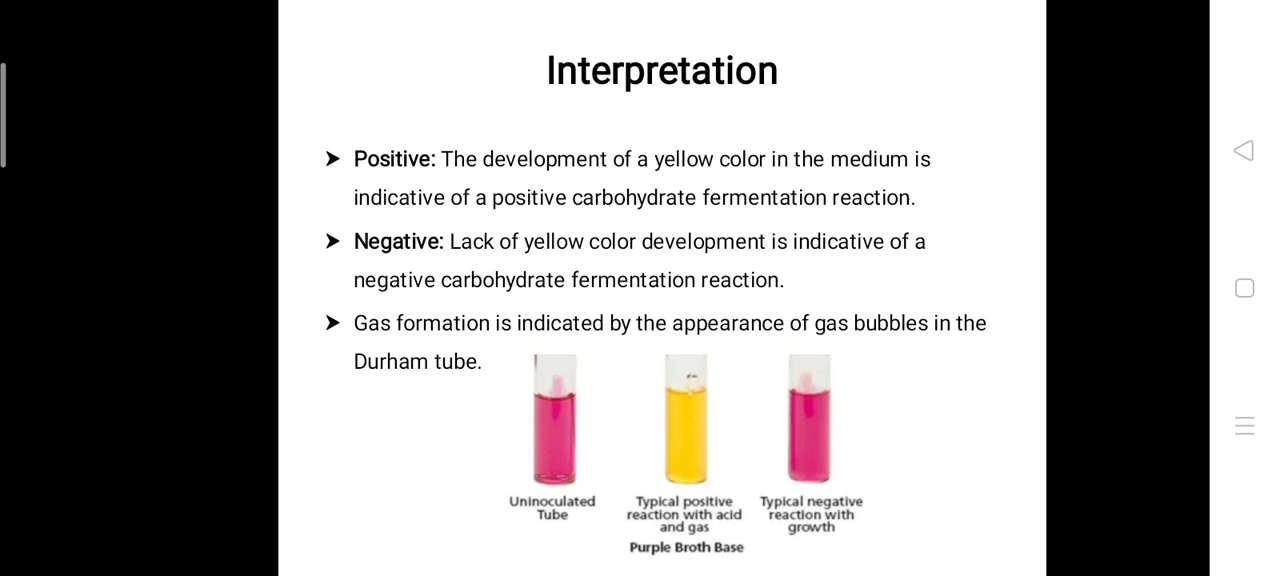 Interpretation
➤ Positive: The development of a yellow color in the medium is
indicative of a positive carbohydrate fermentation reaction.
➤ Negative: Lack of yellow color development is indicative of a
negative carbohydrate fermentation reaction.
➤ Gas formation is indicated by the appearance of gas bubbles in the
Durham tube.
Uninoculated
Tube
Typical positive
reaction with acid
and gas
Typical negative
reaction with
growth
Purple Broth Base